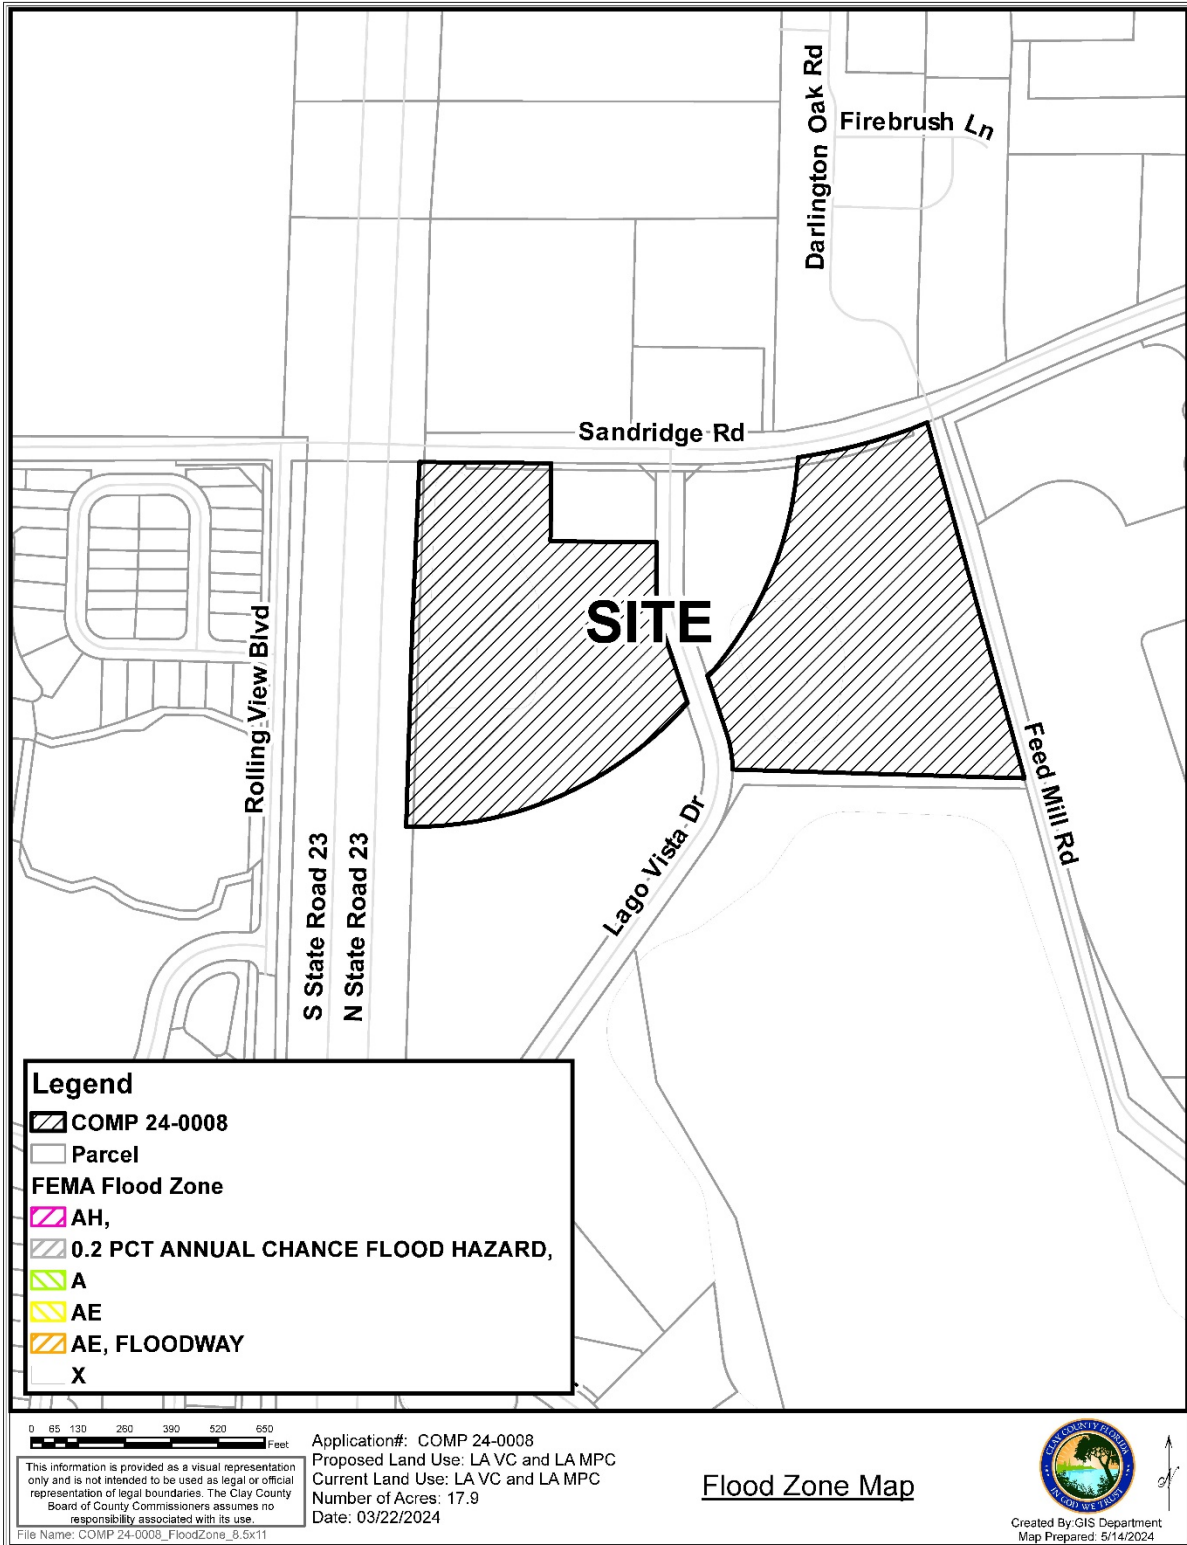 Darlington Oak Rd
Firebrush Ln
Sandridge Rd
SITE
Rolling View Blvd
S State Road 23
N State Road 23
Lago Vista Dr
Feed Mill Rd
Legend
COMP 24-0008
Parcel
FEMA Flood Zone
AH,
0.2 PCT ANNUAL CHANCE FLOOD HAZARD,
A
AE
AE, FLOODWAY
X
0 65 130 260 390 520 650
Feet
This information is provided as a visual representation
only and is not intended to be used as legal or official
representation of legal boundaries. The Clay County
Board of County Commissioners assumes no
responsibility associated with its use.
File Name: COMP 24-0008_FloodZone_8.5x11
Application#: COMP 24-0008
Proposed Land Use: LA VC and LA MPC
Current Land Use: LA VC and LA MPC
Number of Acres: 17.9
Date: 03/22/2024
Flood Zone Map
CLAY COUNTY FLORIDA
IN GOD WE TRUST
N
Created By:GIS Department
Map Prepared: 5/14/2024